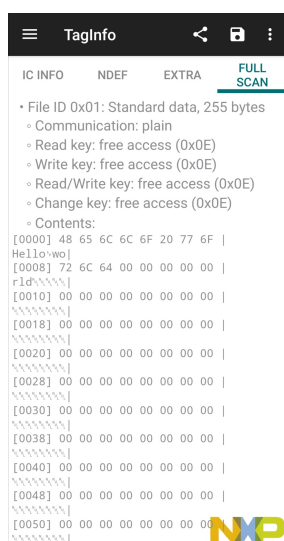 TagInfo
IC INFO NDEF EXTRA FULL SCAN
• File ID 0x01: Standard data, 255 bytes
◦ Communication: plain
◦ Read key: free access (0x0E)
◦ Write key: free access (0x0E)
◦ Read/Write key: free access (0x0E)
◦ Change key: free access (0x0E)
◦ Contents:
[0000] 48 65 6C 6C 6F 20 77 6F |
Hello␠wo|
[0008] 72 6C 64 00 00 00 00 00 |
rld␀␀␀␀␀|
[0010] 00 00 00 00 00 00 00 00 |
␀␀␀␀␀␀␀␀|
[0018] 00 00 00 00 00 00 00 00 |
␀␀␀␀␀␀␀␀|
[0020] 00 00 00 00 00 00 00 00 |
␀␀␀␀␀␀␀␀|
[0028] 00 00 00 00 00 00 00 00 |
␀␀␀␀␀␀␀␀|
[0030] 00 00 00 00 00 00 00 00 |
␀␀␀␀␀␀␀␀|
[0038] 00 00 00 00 00 00 00 00 |
␀␀␀␀␀␀␀␀|
[0040] 00 00 00 00 00 00 00 00 |
␀␀␀␀␀␀␀␀|
[0048] 00 00 00 00 00 00 00 00 |
␀␀␀␀␀␀␀␀|
[0050] 00 00 00 00 00 00 00 00 |
␀␀␀␀␀␀␀␀|
NXP